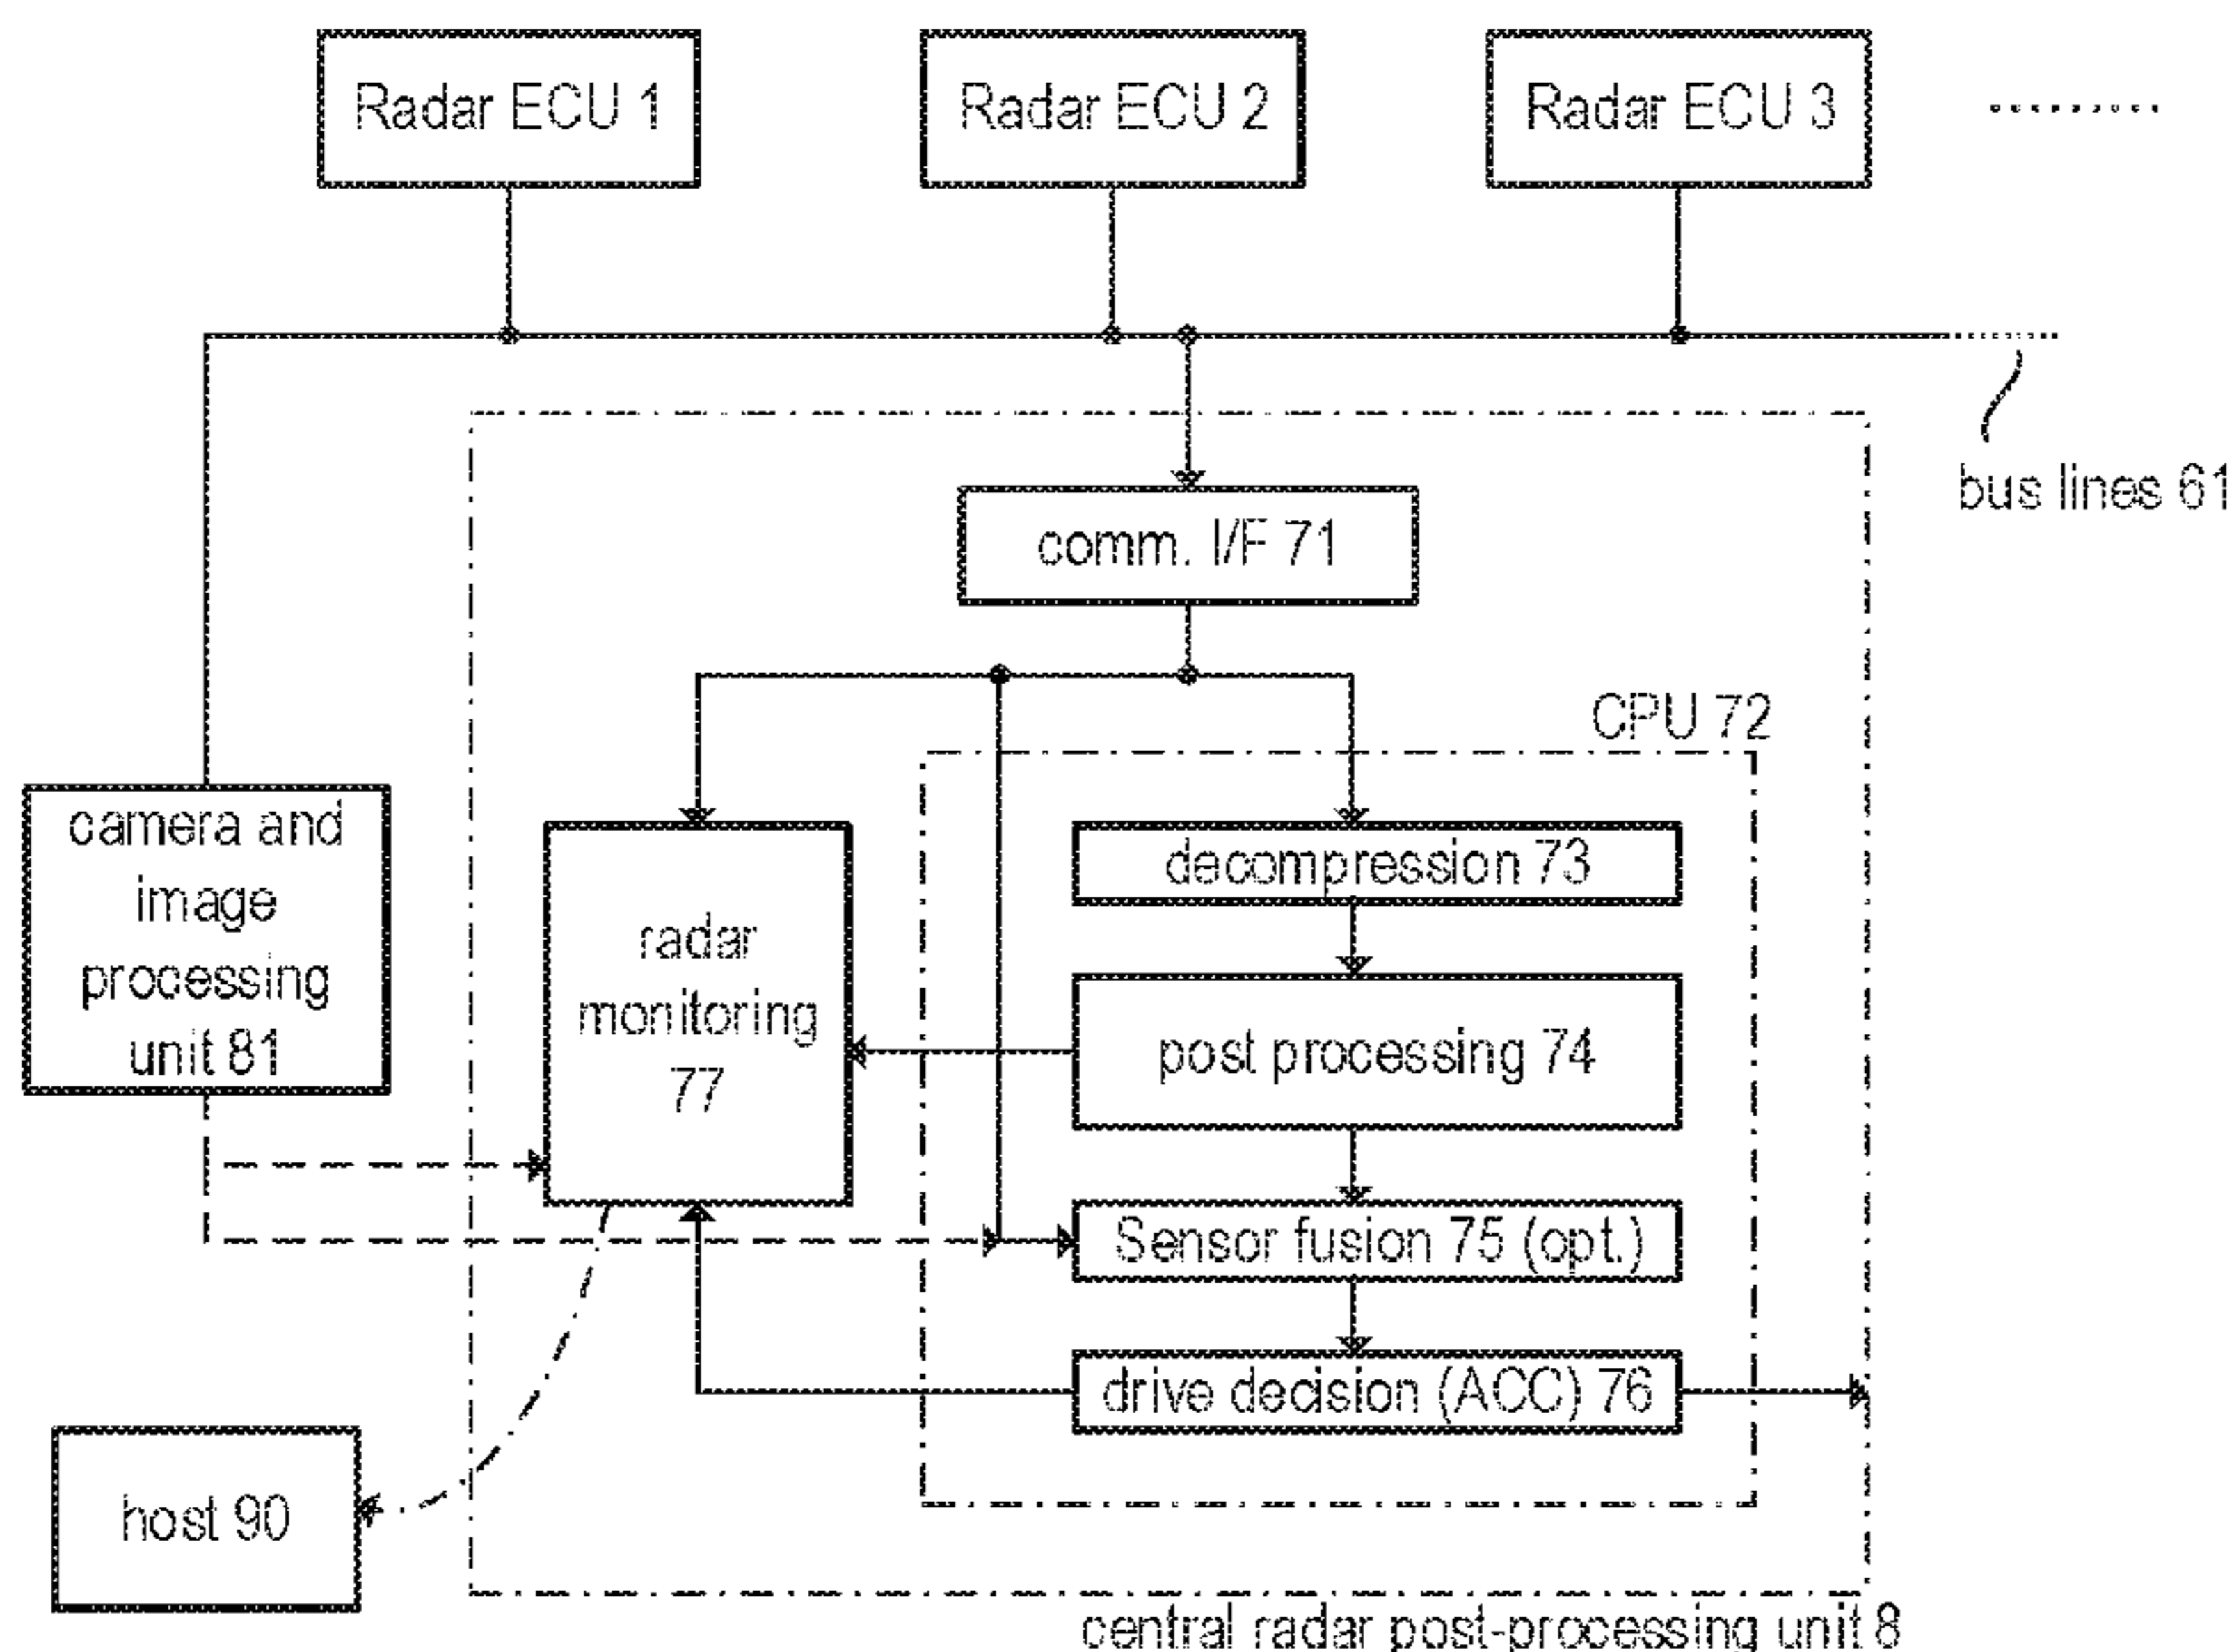 Radar ECU 1
Radar ECU 2
Radar ECU 3
bus lines 61
comm. I/F 71
CPU 72
camera and
image
processing
unit 81
radar
monitoring
77
decompression 73
post processing 74
Sensor fusion 75 (opt.)
drive decision (ACC) 76
host 90
central radar post-processing unit 8